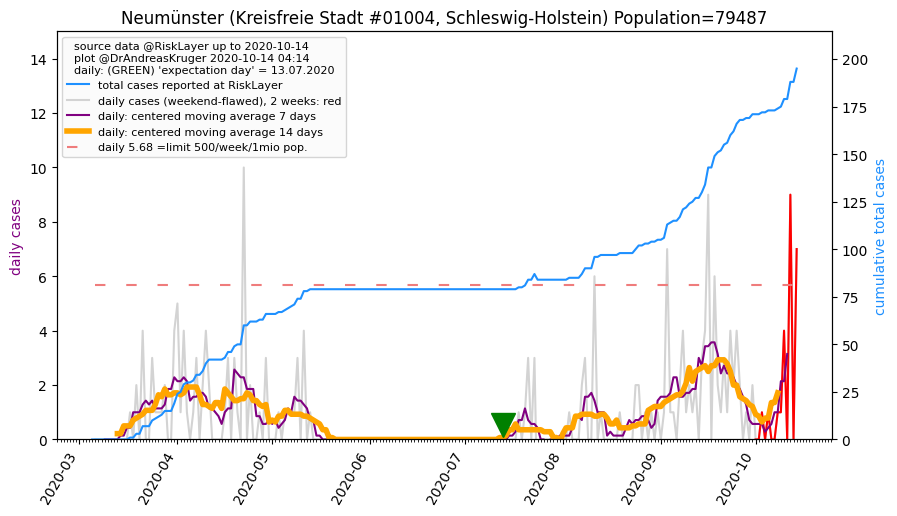 Neumünster (Kreisfreie Stadt #01004, Schleswig-Holstein) Population=79487
source data @RiskLayer up to 2020-10-14
plot @DrAndreasKruger 2020-10-14 04:14
daily: (GREEN) 'expectation day' = 13.07.2020
total cases reported at RiskLayer
daily cases (weekend-flawed), 2 weeks: red
daily: centered moving average 7 days
daily: centered moving average 14 days
daily 5.68 =limit 500/week/1mio pop.
daily cases
14
12
10
8
6
4
2
0
cumulative total cases
200
175
150
125
100
75
50
25
0
2020-03
2020-04
2020-05
2020-06
2020-07
2020-08
2020-09
2020-10